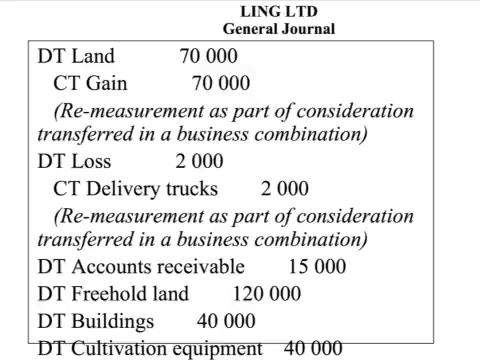 LING LTD
General Journal
DT Land 70 000
CT Gain 70 000
(Re-measurement as part of consideration
transferred in a business combination)
DT Loss 2 000
CT Delivery trucks 2 000
(Re-measurement as part of consideration
transferred in a business combination)
DT Accounts receivable 15 000
DT Freehold land 120 000
DT Buildings 40 000
DT Cultivation equipment 40 000